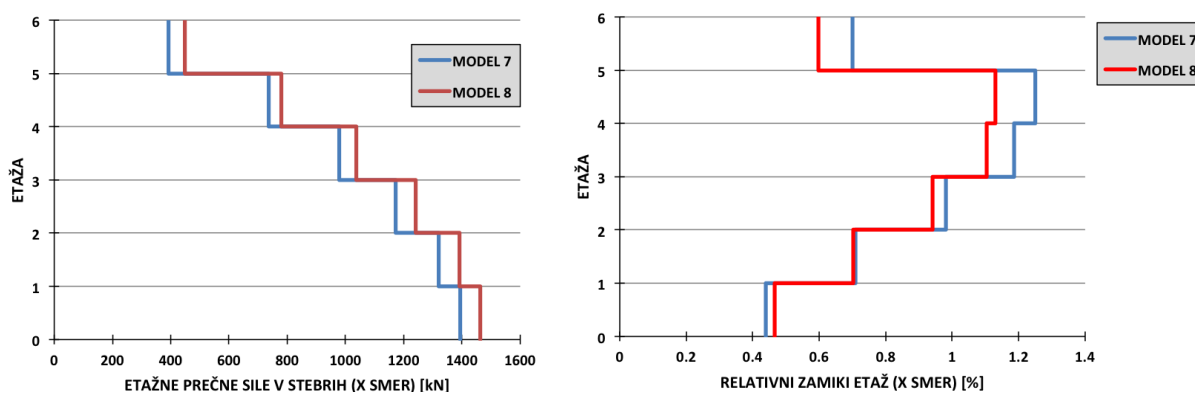 6
5
4
3
2
1
0
ETAŽA
0 200 400 600 800 1000 1200 1400 1600
ETAŽNE PREČNE SILE V STEBRIH (X SMER) [kN]
MODEL 7
MODEL 8
6
5
4
3
2
1
0
ETAŽA
0 0.2 0.4 0.6 0.8 1 1.2 1.4
RELATIVNI ZAMIKI ETAŽ (X SMER) [%]
MODEL 7
MODEL 8